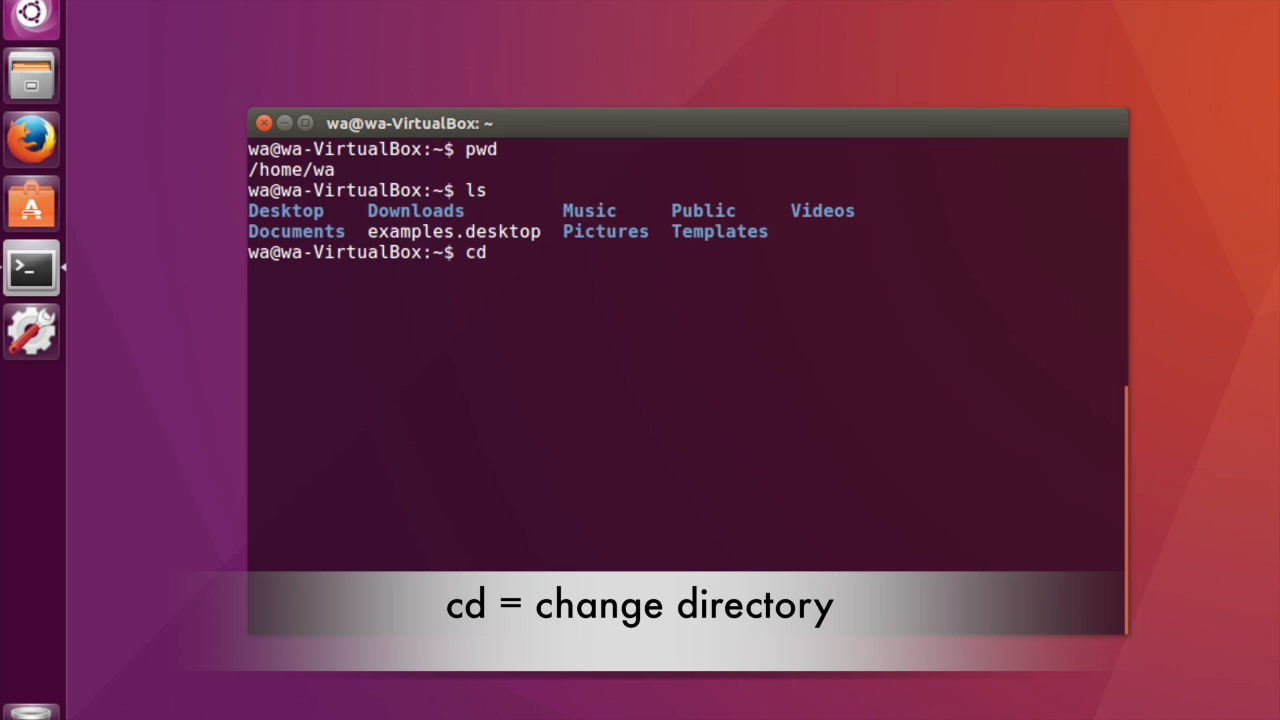 wa@wa-VirtualBox: ~
wa@wa-VirtualBox:~$ pwd
/home/wa
wa@wa-VirtualBox:~$ ls
Desktop    Downloads         Music     Public     Videos
Documents  examples.desktop  Pictures  Templates
wa@wa-VirtualBox:~$ cd
cd = change directory